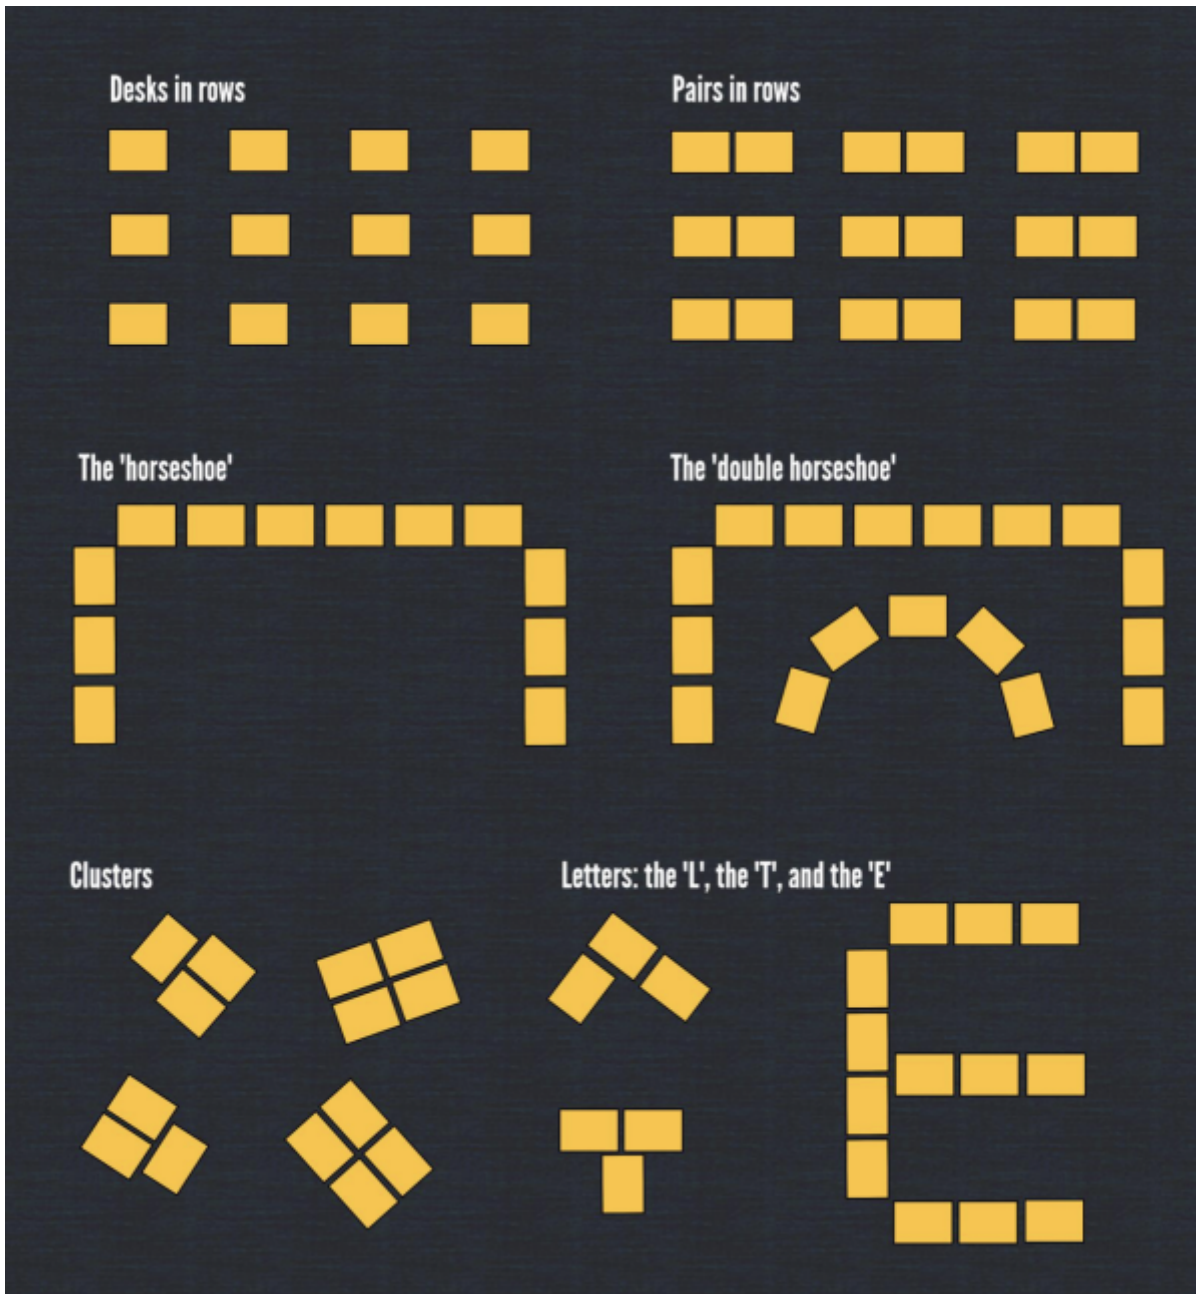 Desks in rows
Pairs in rows
The 'horseshoe'
The 'double horseshoe'
Clusters
Letters: the 'L', the 'T', and the 'E'